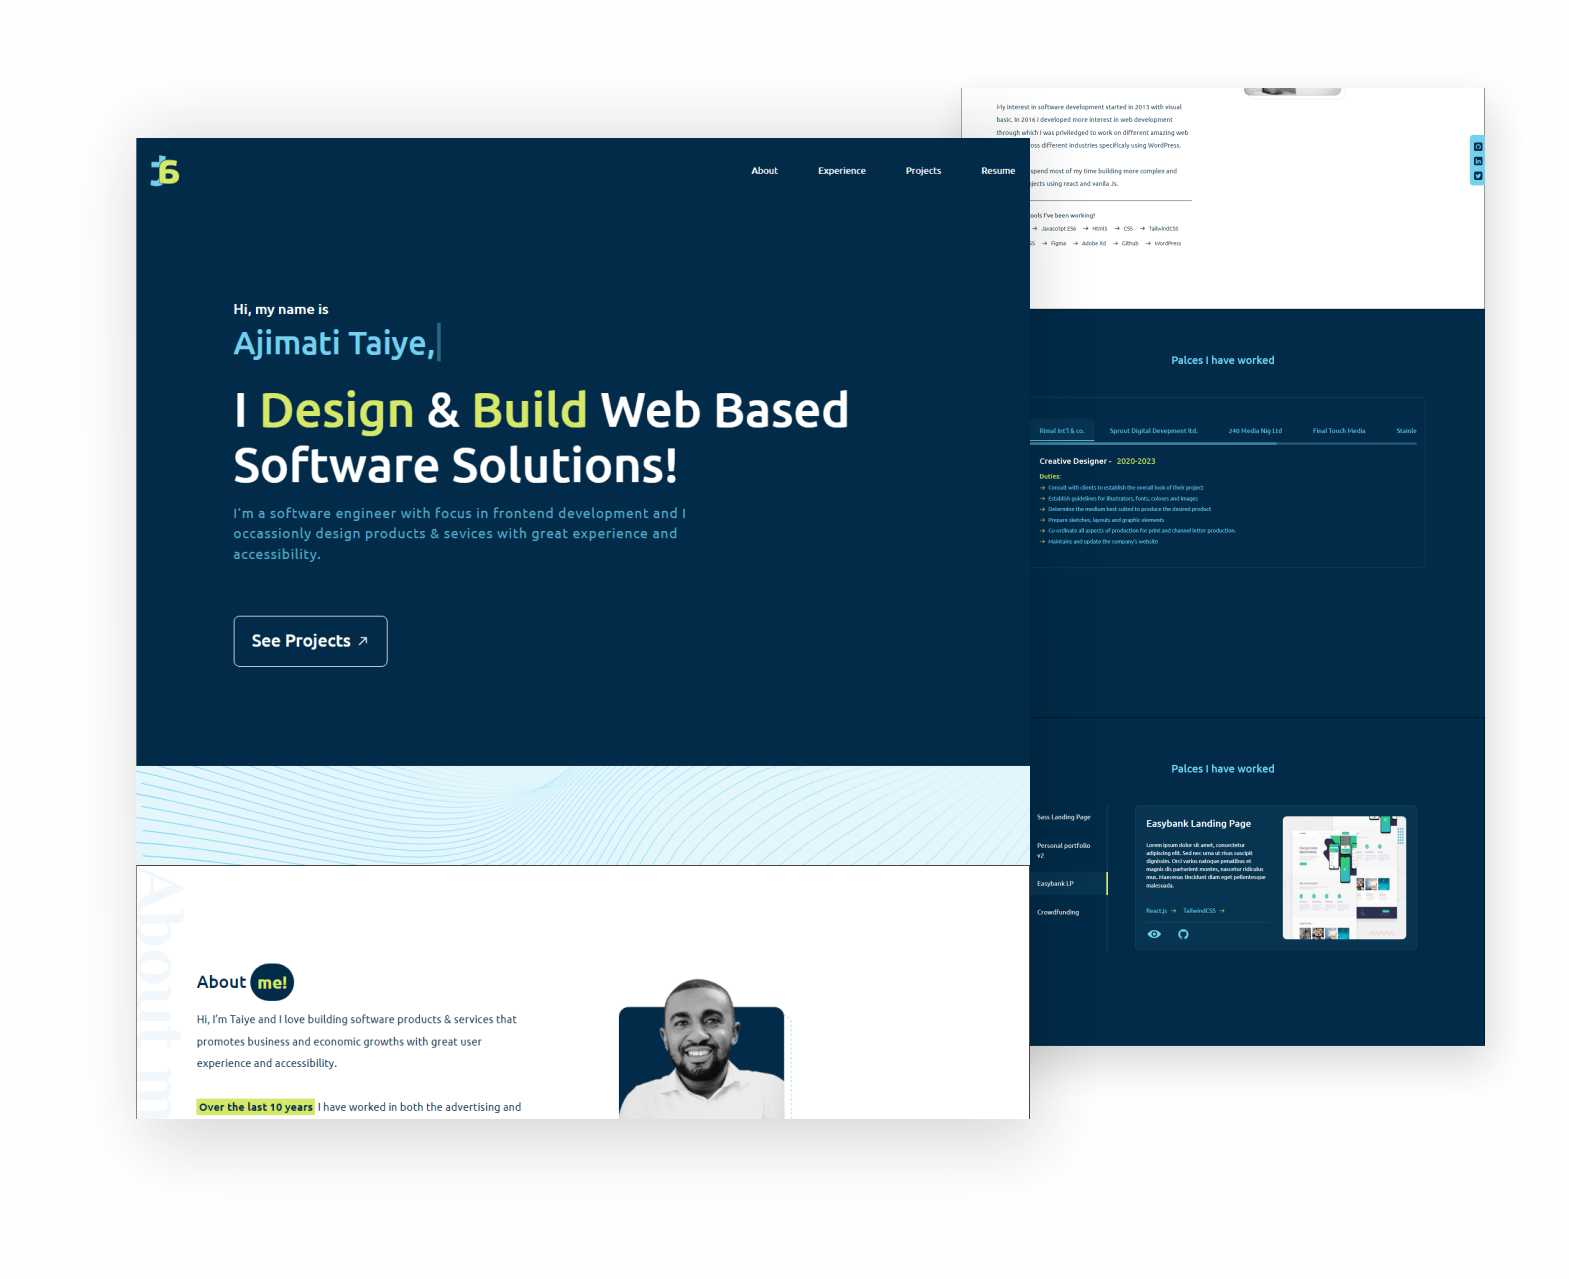 About Experience Projects Resume
Hi, my name is
Ajimati Taiye,
I Design & Build Web Based
Software Solutions!
I'm a software engineer with focus in frontend development and I
occassionly design products & sevices with great experience and
accessibility.
See Projects
About m
About me!
Hi, I'm Taiye and I love building software products & services that
promotes business and economic growths with great user
experience and accessibility.
Over the last 10 years I have worked in both the advertising and
My interest in software development started in 2013 with visual
basic. In 2016 I developed more interest in web development
through which I was priviledged to work on different amazing web
oss different industries specificaly using WordPress.
spend most of my time building more complex and
jects using react and vanila Js.
ools I've been working!
Javascript ES6 Html5 CSS TailwindCSS
SS Figma Adobe Xd Github WordPress
Palces I have worked
Rimal Int'l & co. Sprout Digital Devepment ltd. 240 Media Nig Ltd Final Touch Media Stainle
Creative Designer - 2020-2023
Duties:
Consult with clients to establish the overall look of their project
Establish guidelines for illustrators, fonts, colours and images
Determine the medium best suited to produce the desired product
Prepare sketches, layouts and graphic elements
Co-ordinate all aspects of production for print and channel letter production.
Maintains and update the company's website
Palces I have worked
Sass Landing Page
Personal portfolio
v2
Easybank LP
Crowdfunding
Easybank Landing Page
Lorem ipsum dolor sit amet, consectetur
adipiscing elit. Sed nec urna ut risus suscipit
dignissim. Orci varius natoque penatibus et
magnis dis parturient montes, nascetur ridiculus
mus. Maecenas tincidunt diam eget pellentesque
malesuada.
React.js TailwindCSS